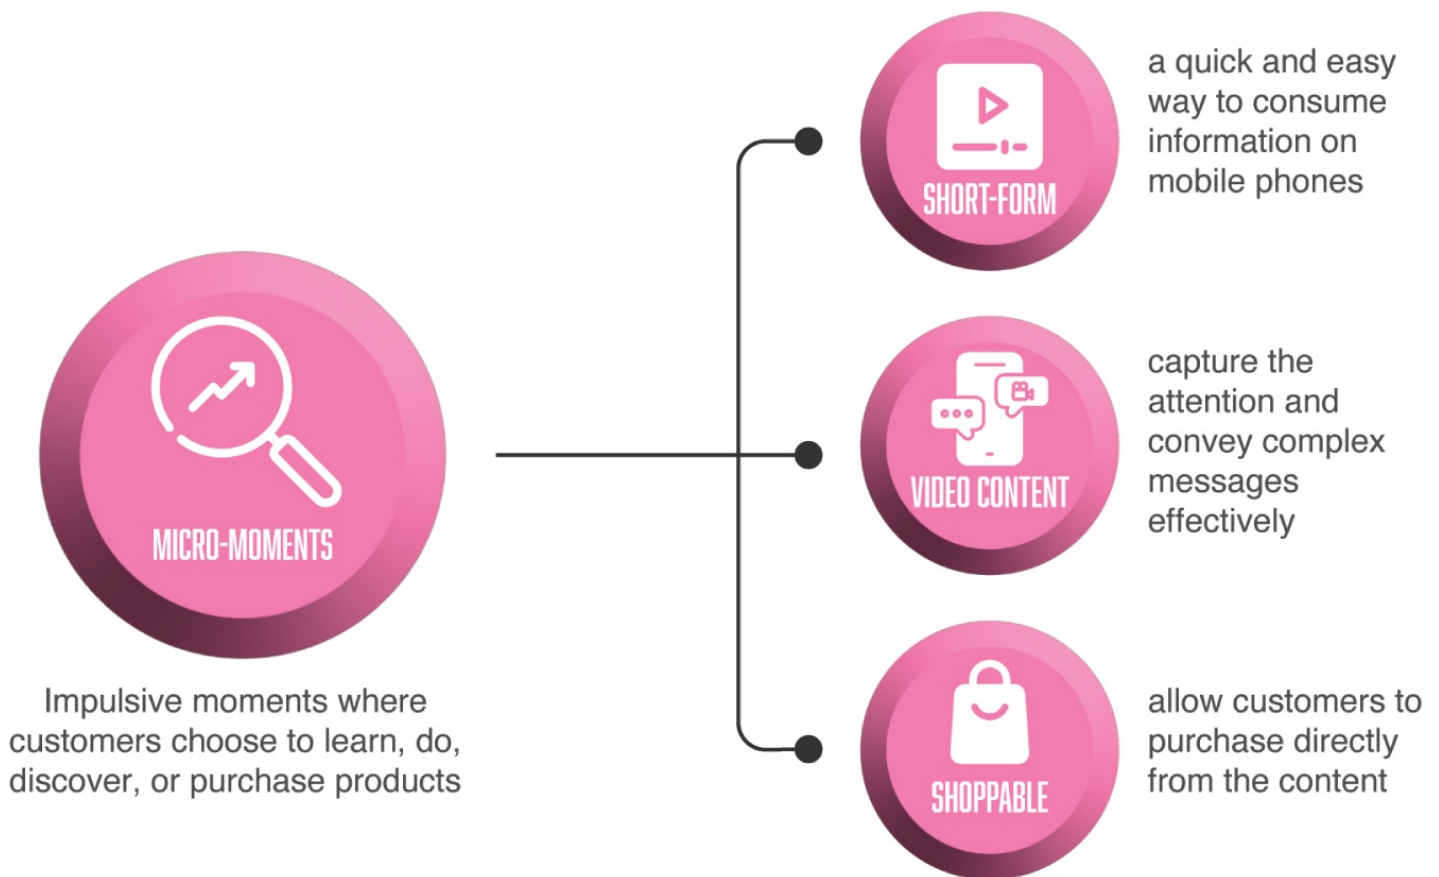 MICRO-MOMENTS
Impulsive moments where
customers choose to learn, do,
discover, or purchase products
SHORT-FORM
a quick and easy
way to consume
information on
mobile phones
VIDEO CONTENT
capture the
attention and
convey complex
messages
effectively
SHOPPABLE
allow customers to
purchase directly
from the content